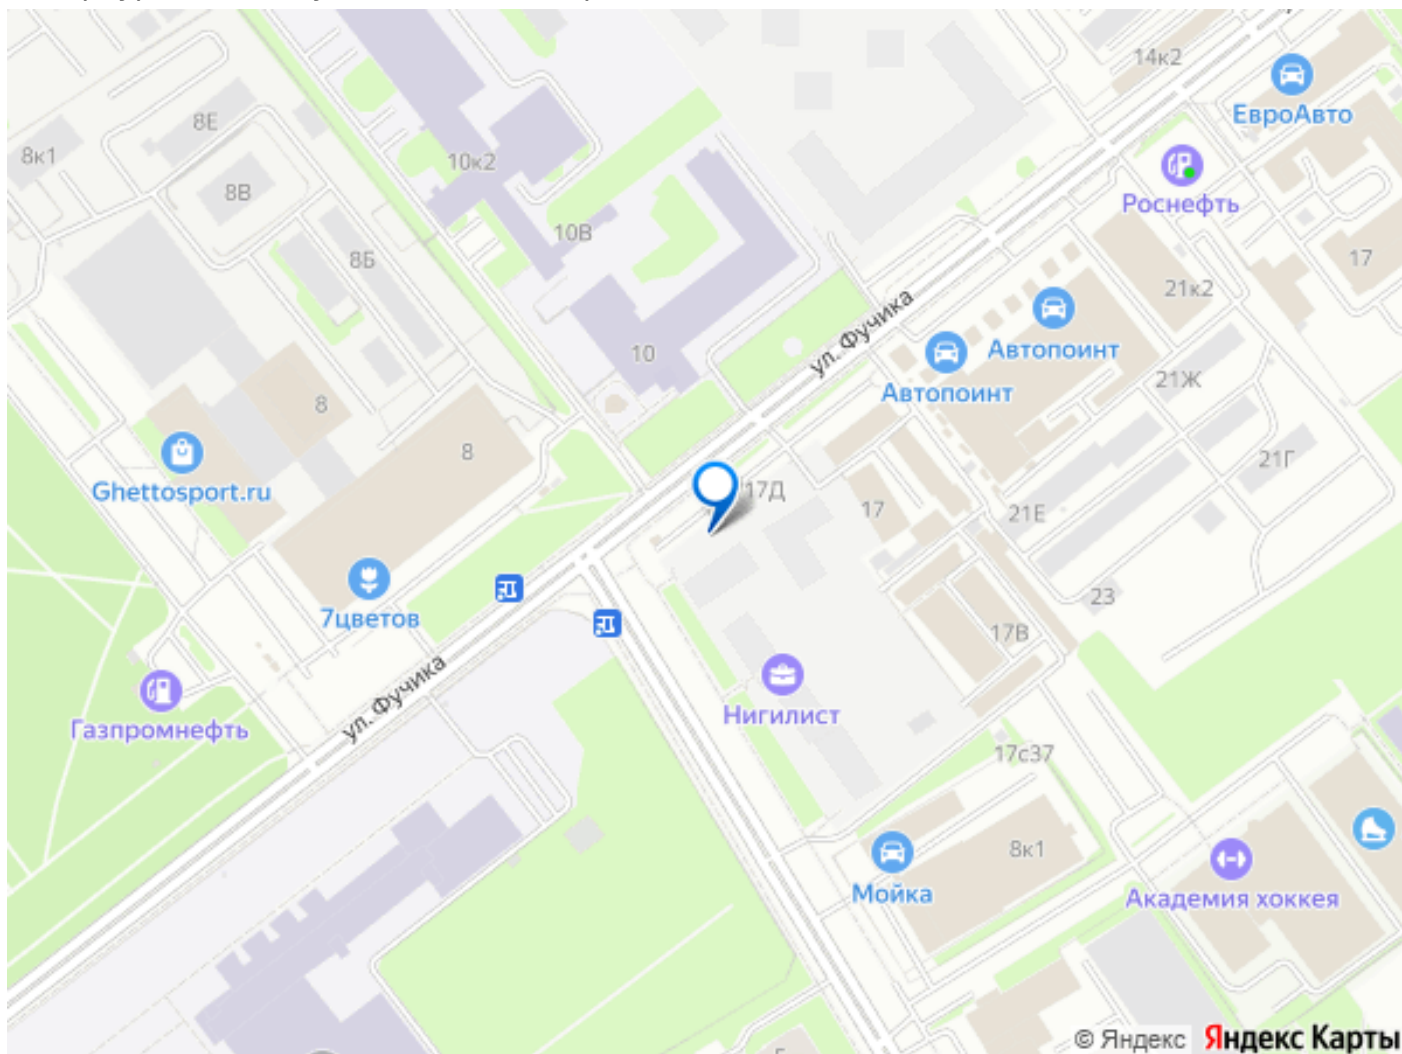 14к2
ЕвроАвто
8Е
8к1
10к2
8В
Роснефть
10В
8Б
17
21к2
ул. Фучика
Автопоинт
10
Автопоинт
21Ж
8
8
21Г
Ghettosport.ru
17Д
17
21Е
7цветов
23
17В
ул. Фучика
Нигилист
Газпромнефть
17с37
8к1
Мойка
Академия хоккея
© Яндекс Яндекс Карты